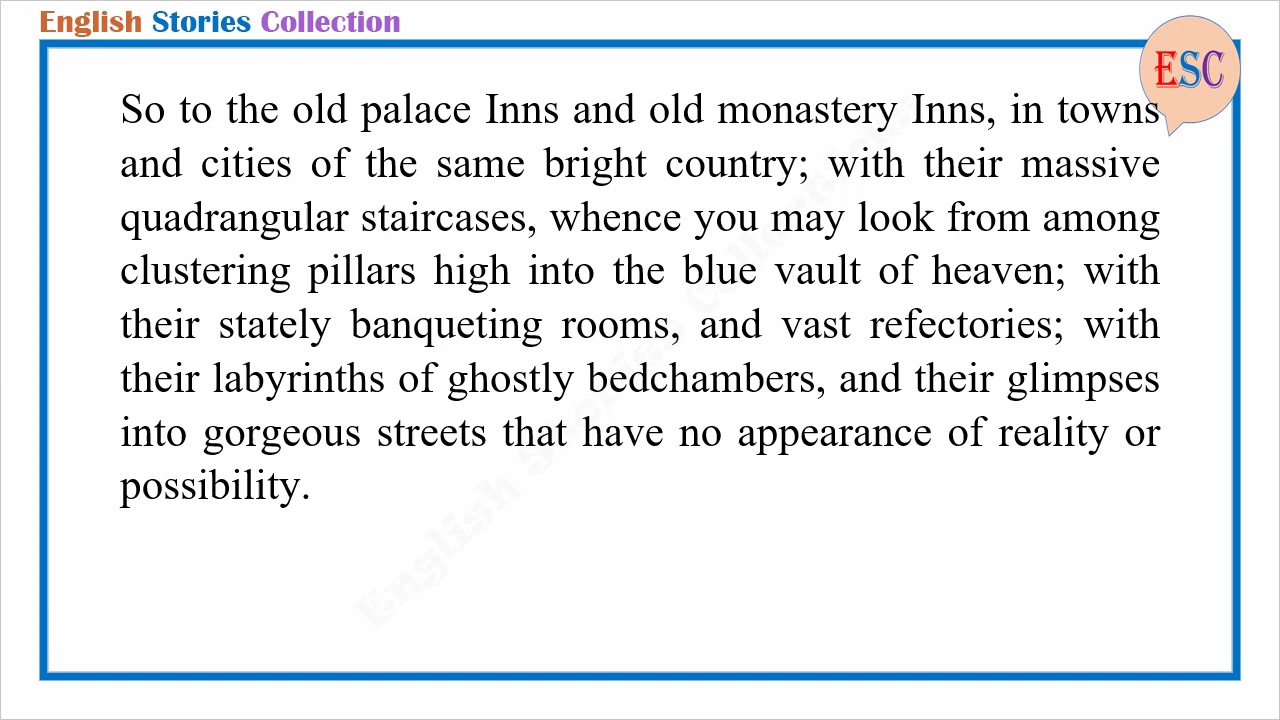 English Stories Collection
ESC
So to the old palace Inns and old monastery Inns, in towns
and cities of the same bright country; with their massive
quadrangular staircases, whence you may look from among
clustering pillars high into the blue vault of heaven; with
their stately banqueting rooms, and vast refectories; with
their labyrinths of ghostly bedchambers, and their glimpses
into gorgeous streets that have no appearance of reality or
possibility.
English Stories Collections